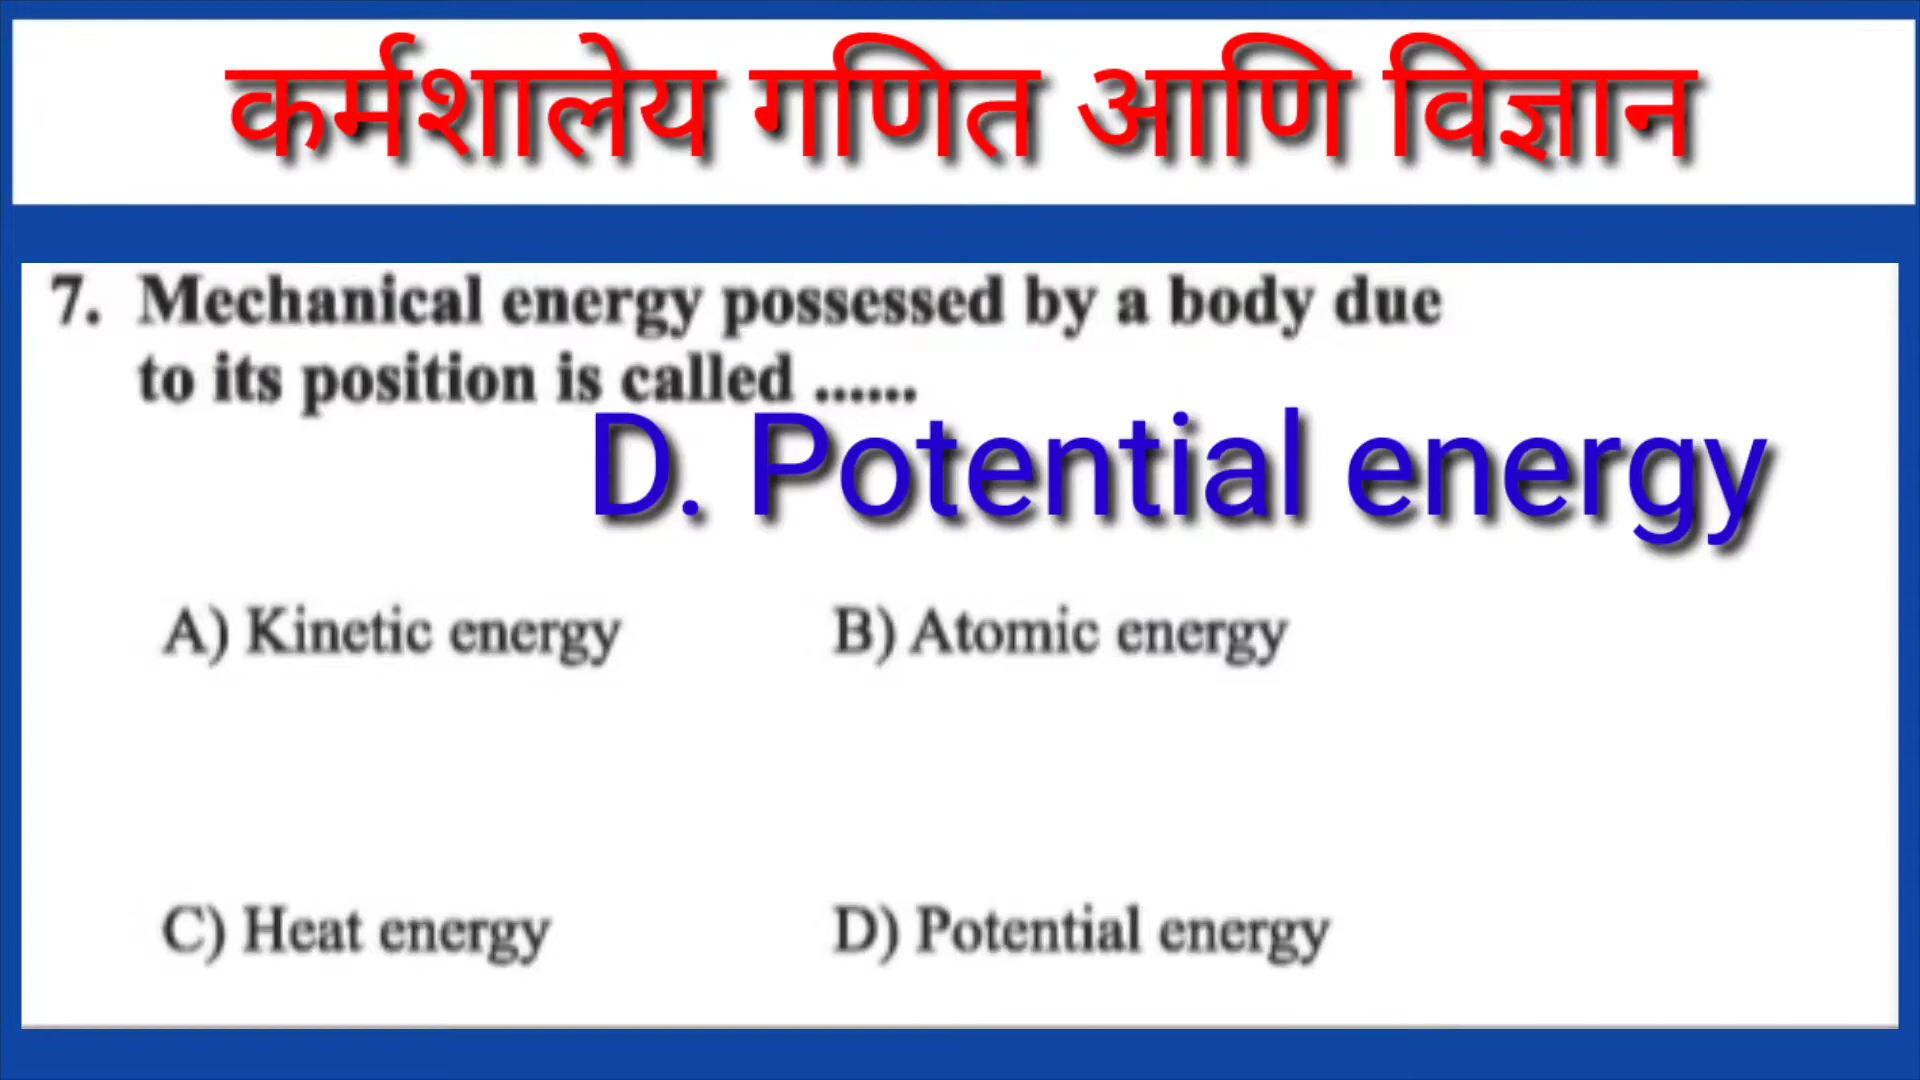 कर्मशालेय गणित आणि विज्ञान
7. Mechanical energy possessed by a body due
to its position is called ......
D. Potential energy
A) Kinetic energy B) Atomic energy
C) Heat energy D) Potential energy